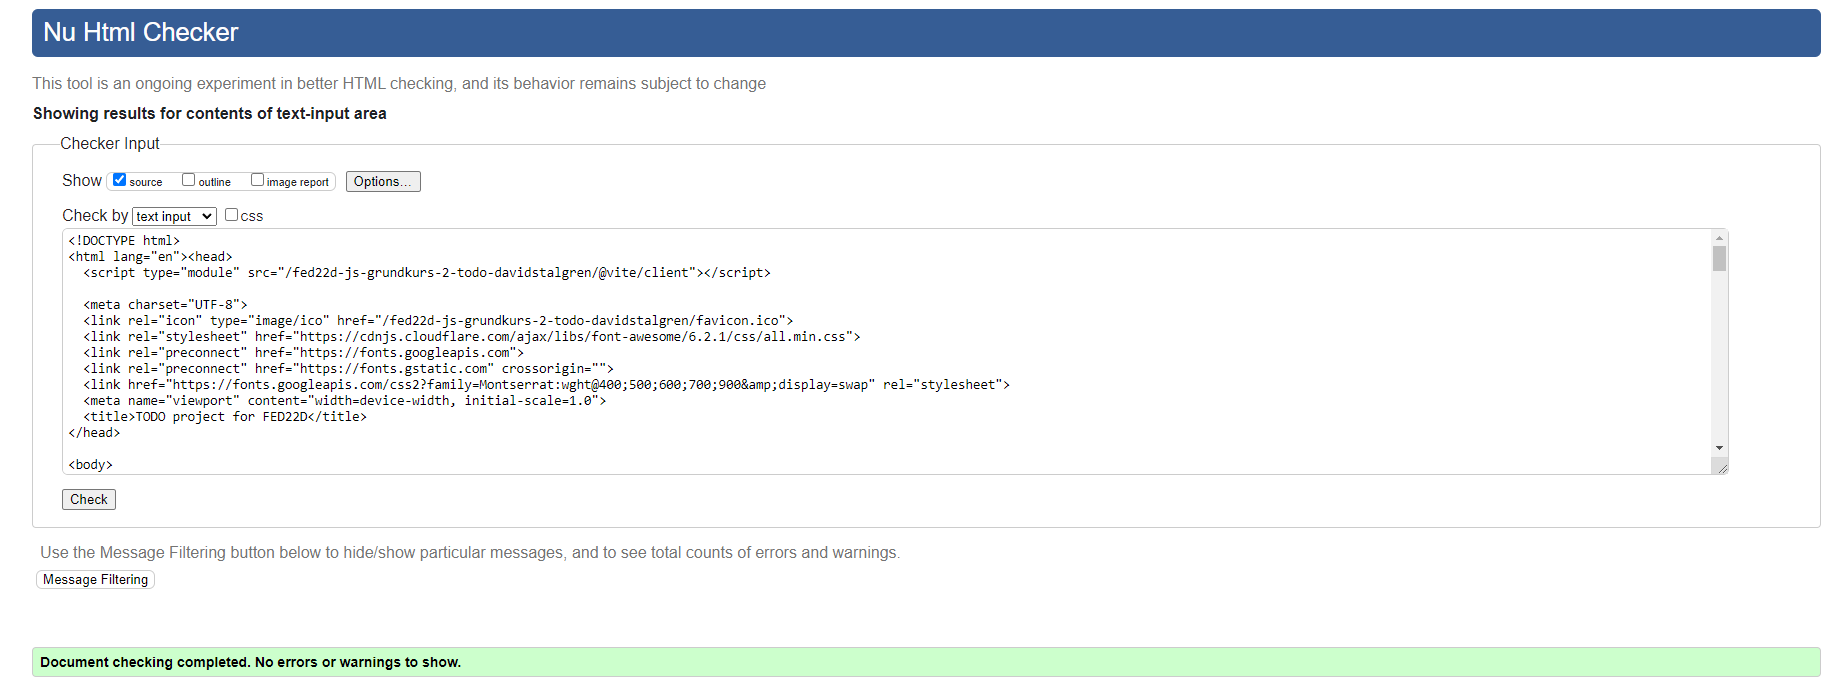 Nu Html Checker
This tool is an ongoing experiment in better HTML checking, and its behavior remains subject to change
Showing results for contents of text-input area
Checker Input
Show source outline image report Options...
Check by text input css
<!DOCTYPE html>
<html lang="en"><head>
<script type="module" src="/fed22d-js-grundkurs-2-todo-davidstalgren/@vite/client"></script>
<meta charset="UTF-8">
<link rel="icon" type="image/ico" href="/fed22d-js-grundkurs-2-todo-davidstalgren/favicon.ico">
<link rel="stylesheet" href="https://cdnjs.cloudflare.com/ajax/libs/font-awesome/6.2.1/css/all.min.css">
<link rel="preconnect" href="https://fonts.googleapis.com">
<link rel="preconnect" href="https://fonts.gstatic.com" crossorigin="">
<link href="https://fonts.googleapis.com/css2?family=Montserrat:wght@400;500;600;700;900&amp;display=swap" rel="stylesheet">
<meta name="viewport" content="width=device-width, initial-scale=1.0">
<title>TODO project for FED22D</title>
</head>
<body>
Check
Use the Message Filtering button below to hide/show particular messages, and to see total counts of errors and warnings.
Message Filtering
Document checking completed. No errors or warnings to show.